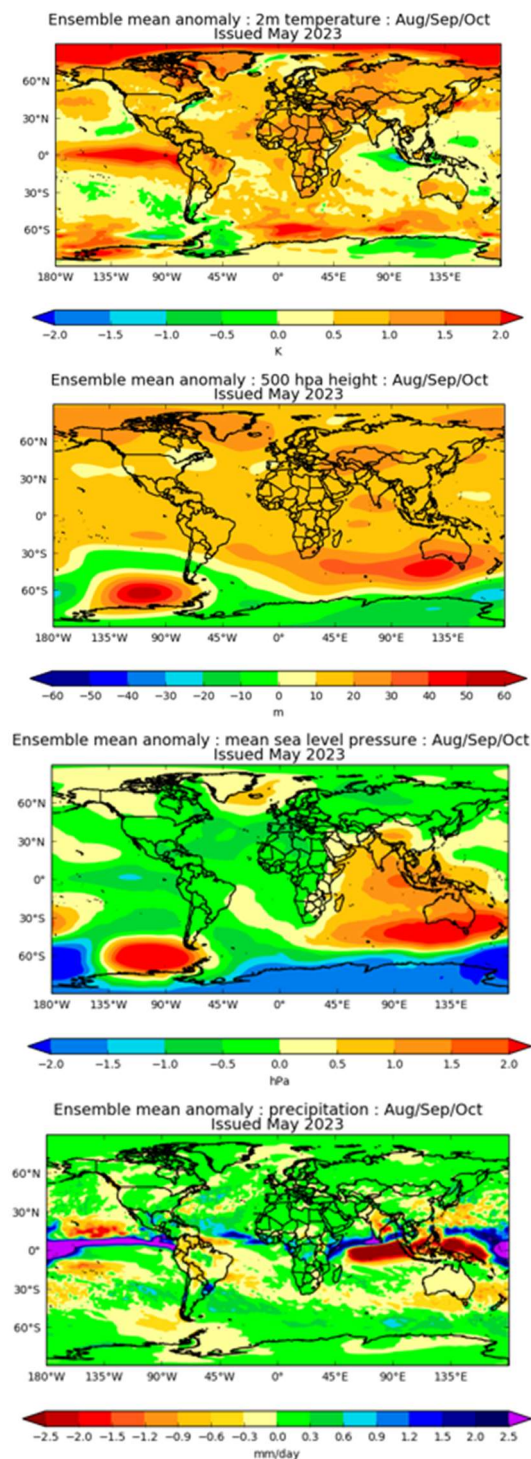 Ensemble mean anomaly : 2m temperature : Aug/Sep/Oct
Issued May 2023
60°N
30°N
0°
30°S
60°S
180°W 135°W 90°W 45°W 0° 45°E 90°E 135°E
−2.0 −1.5 −1.0 −0.5 0.0 0.5 1.0 1.5 2.0
K
Ensemble mean anomaly : 500 hpa height : Aug/Sep/Oct
Issued May 2023
60°N
30°N
0°
30°S
60°S
180°W 135°W 90°W 45°W 0° 45°E 90°E 135°E
−60 −50 −40 −30 −20 −10 0 10 20 30 40 50 60
m
Ensemble mean anomaly : mean sea level pressure : Aug/Sep/Oct
Issued May 2023
60°N
30°N
0°
30°S
60°S
180°W 135°W 90°W 45°W 0° 45°E 90°E 135°E
−2.0 −1.5 −1.0 −0.5 0.0 0.5 1.0 1.5 2.0
hPa
Ensemble mean anomaly : precipitation : Aug/Sep/Oct
Issued May 2023
60°N
30°N
0°
30°S
60°S
180°W 135°W 90°W 45°W 0° 45°E 90°E 135°E
−2.5 −2.0 −1.5 −1.2 −0.9 −0.6 −0.3 0.0 0.3 0.6 0.9 1.2 1.5 2.0 2.5
mm/day